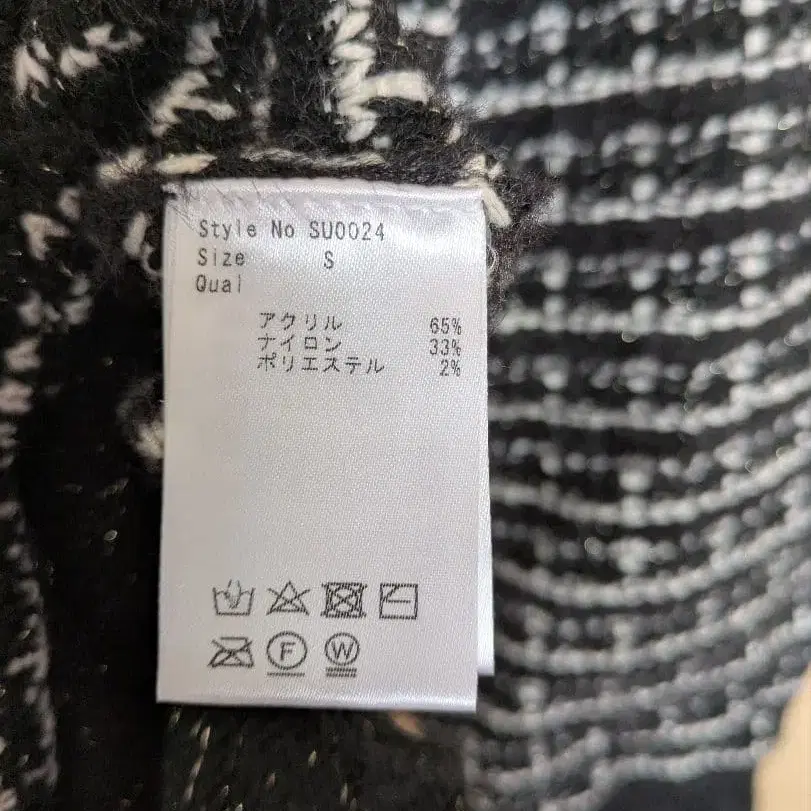 Style No SU0024
Size S
Qual
アクリル 65%
ナイロン 33%
ポリエステル 2%
F W